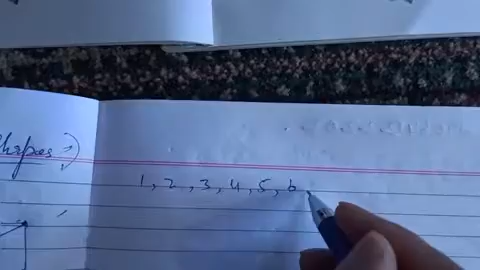 Shapes :)
1, 2, 3, 4, 5, 6,